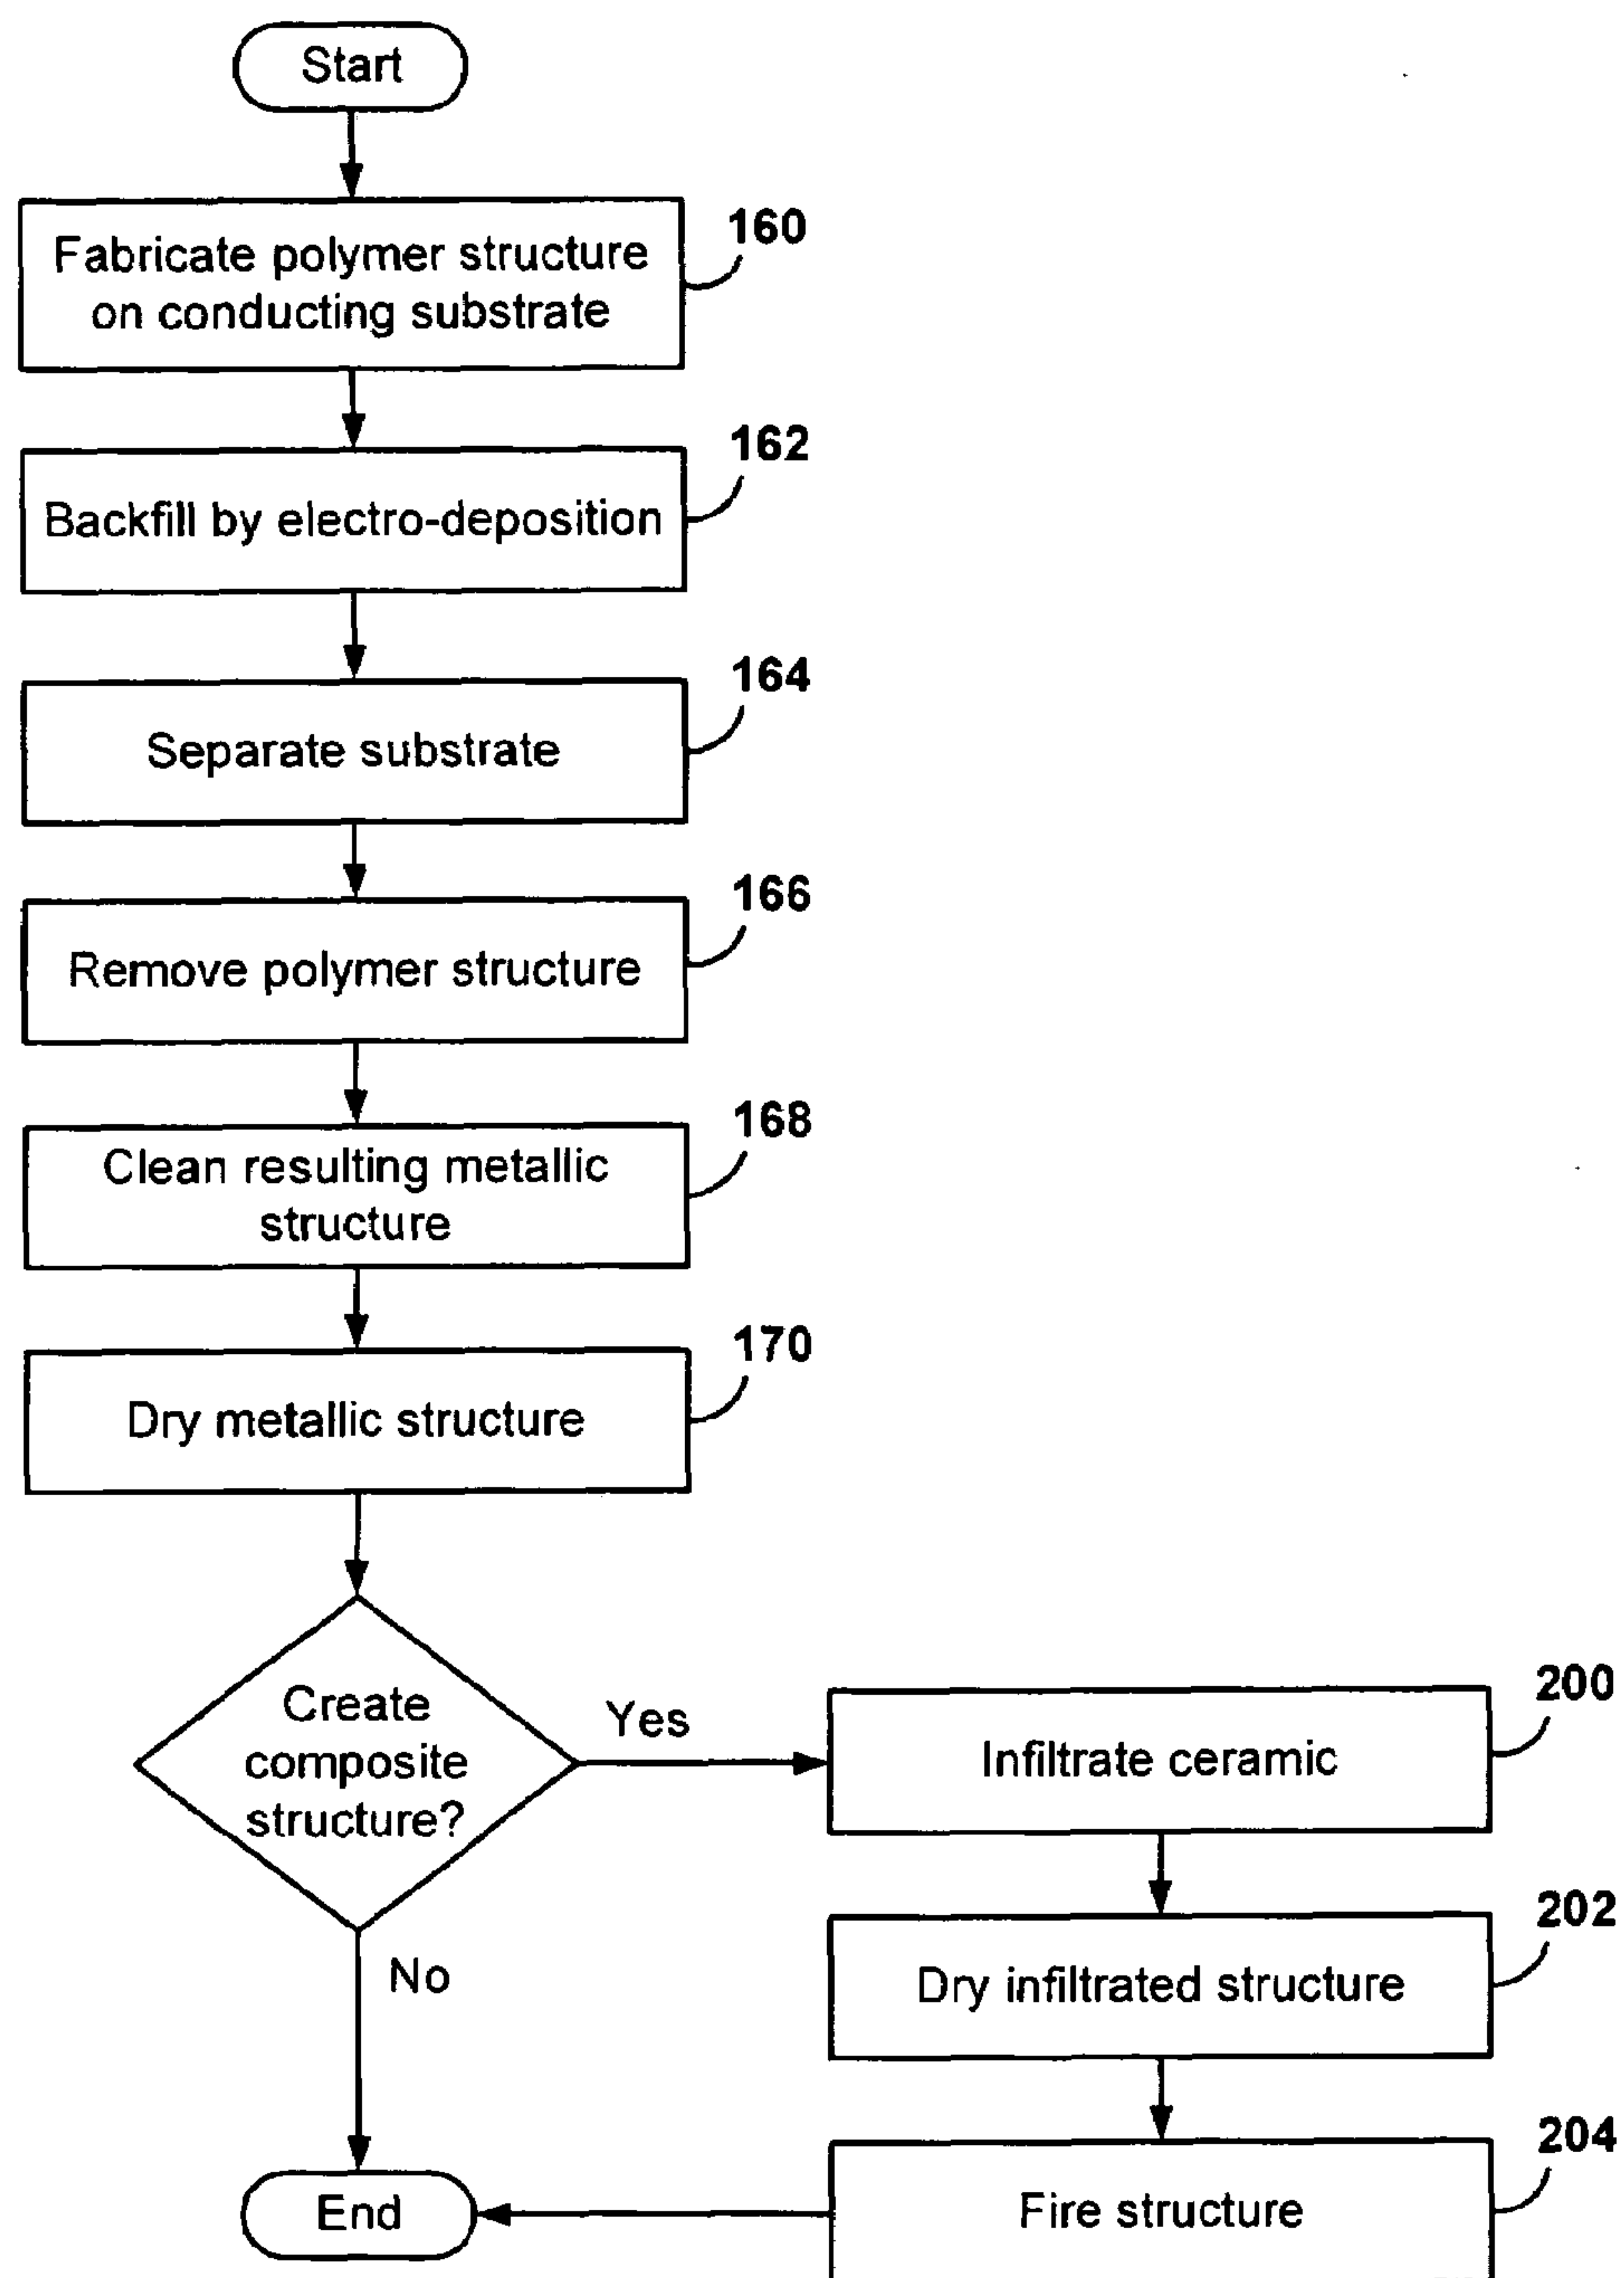 Start
160
Fabricate polymer structure
on conducting substrate
162
Backfill by electro-deposition
164
Separate substrate
166
Remove polymer structure
168
Clean resulting metallic
structure
170
Dry metallic structure
Create
composite
structure?
Yes
200
Infiltrate ceramic
202
Dry infiltrated structure
No
204
Fire structure
End